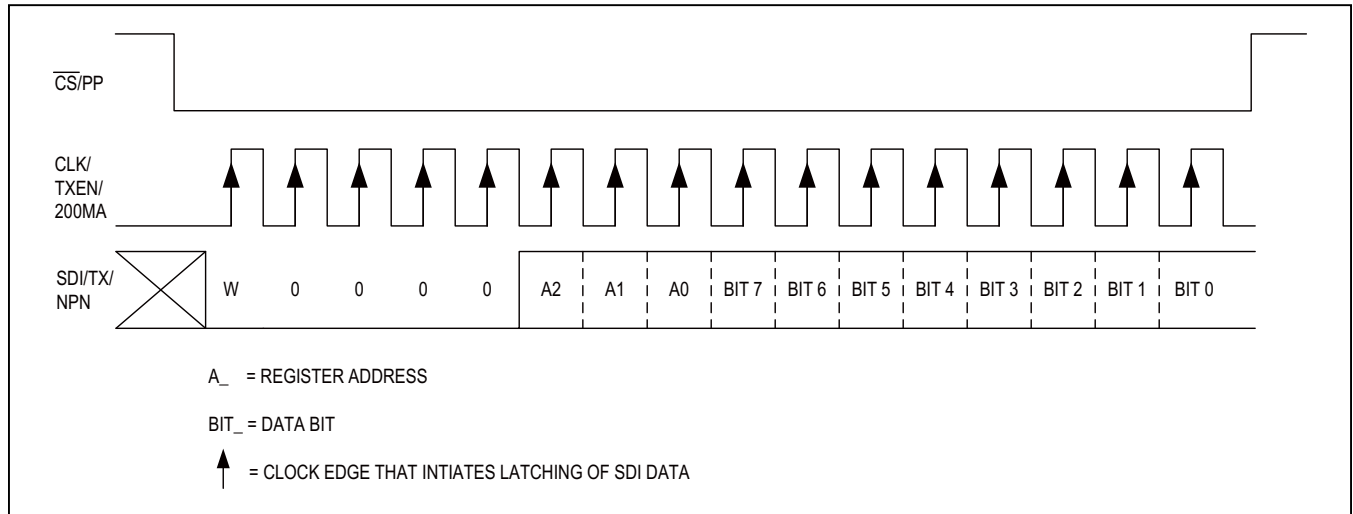 CS/PP
CLK/
TXEN/
200MA
SDI/TX/
NPN
W 0 0 0 0 A2 A1 A0 BIT 7 BIT 6 BIT 5 BIT 4 BIT 3 BIT 2 BIT 1 BIT 0
A_ = REGISTER ADDRESS
BIT_ = DATA BIT
= CLOCK EDGE THAT INTIATES LATCHING OF SDI DATA